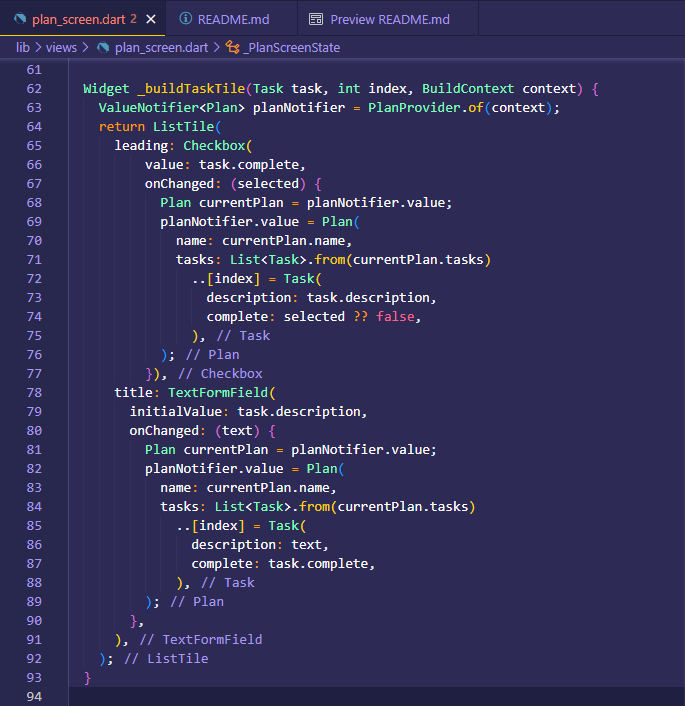 plan_screen.dart 2 × README.md Preview README.md
lib > views > plan_screen.dart > _PlanScreenState
61
62 Widget _buildTaskTile(Task task, int index, BuildContext context) {
63   ValueNotifier<Plan> planNotifier = PlanProvider.of(context);
64   return ListTile(
65     leading: Checkbox(
66         value: task.complete,
67         onChanged: (selected) {
68           Plan currentPlan = planNotifier.value;
69           planNotifier.value = Plan(
70             name: currentPlan.name,
71             tasks: List<Task>.from(currentPlan.tasks)
72               ..[index] = Task(
73                 description: task.description,
74                 complete: selected ?? false,
75               ), // Task
76           ); // Plan
77         }), // Checkbox
78     title: TextFormField(
79       initialValue: task.description,
80       onChanged: (text) {
81         Plan currentPlan = planNotifier.value;
82         planNotifier.value = Plan(
83           name: currentPlan.name,
84           tasks: List<Task>.from(currentPlan.tasks)
85             ..[index] = Task(
86               description: text,
87               complete: task.complete,
88             ), // Task
89         ); // Plan
90       },
91     ), // TextFormField
92   ); // ListTile
93 }
94